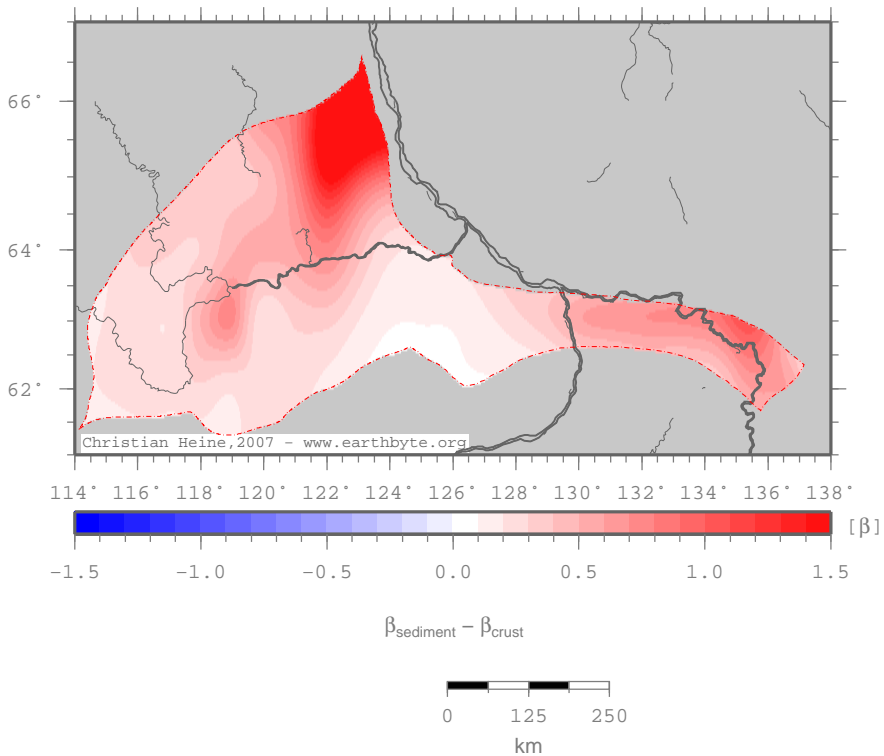 66°
64°
62°
Christian Heine,2007 - www.earthbyte.org
114° 116° 118° 120° 122° 124° 126° 128° 130° 132° 134° 136° 138°
[β]
-1.5 -1.0 -0.5 0.0 0.5 1.0 1.5
βsediment − βcrust
0 125 250
km